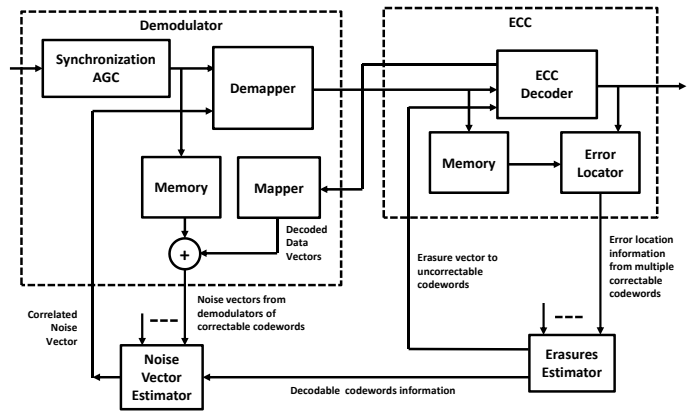 Demodulator
ECC
Synchronization
AGC
Demapper
ECC
Decoder
Memory
Mapper
Memory
Error
Locator
+
Decoded
Data
Vectors
Erasure vector to
uncorrectable
codewords
Error location
information
from multiple
correctable
codewords
Correlated
Noise
Vector
Noise vectors from
demodulators of
correctable codewords
Noise
Vector
Estimator
Decodable codewords information
Erasures
Estimator